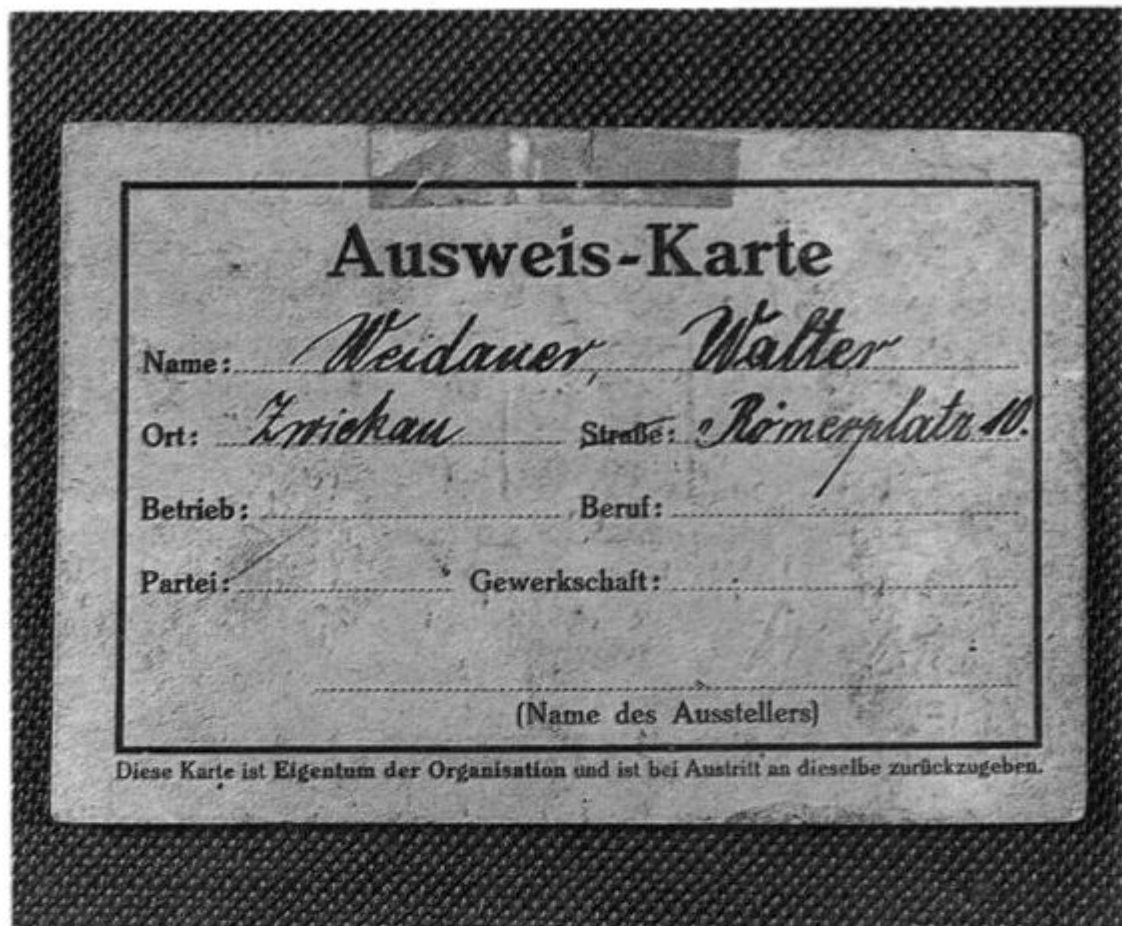 Ausweis-Karte
Name: Weidauer, Walter
Ort: Zwickau Straße: Römerplatz 10.
Betrieb: Beruf:
Partei: Gewerkschaft:
(Name des Ausstellers)
Diese Karte ist Eigentum der Organisation und ist bei Austritt an dieselbe zurückzugeben.